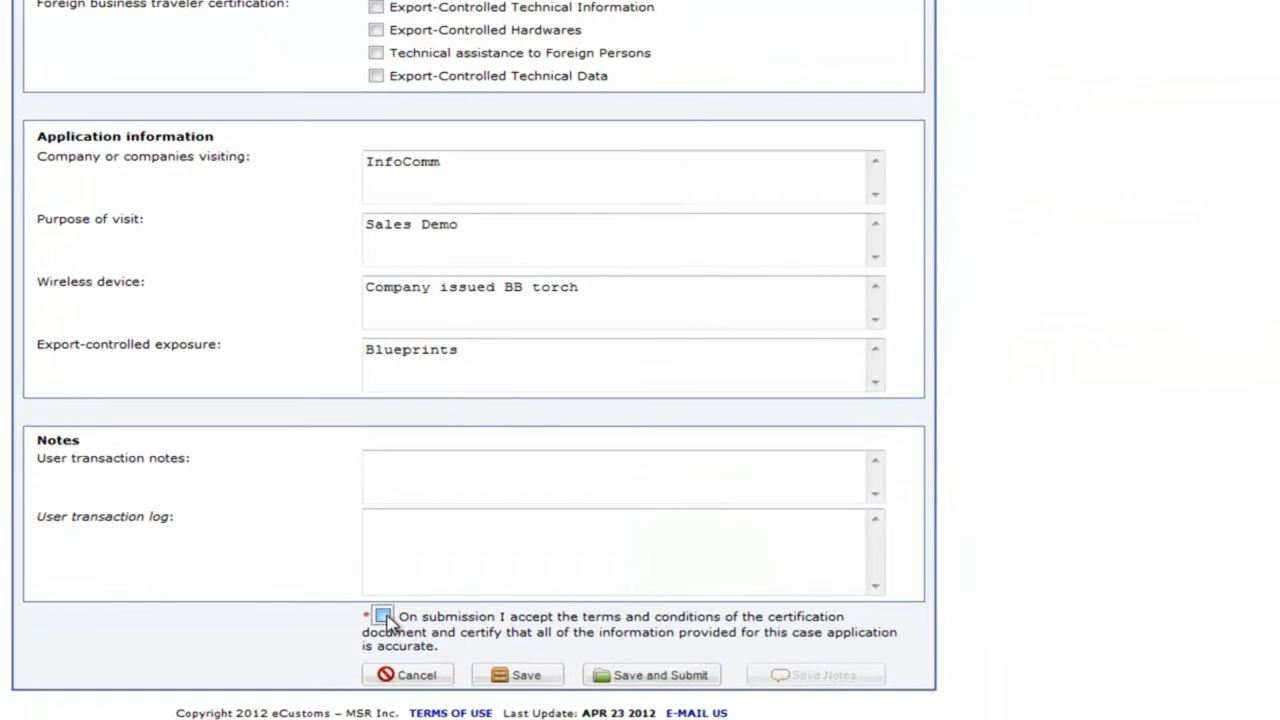 Foreign business traveler certification:
Export-Controlled Technical Information
Export-Controlled Hardwares
Technical assistance to Foreign Persons
Export-Controlled Technical Data
Application information
Company or companies visiting:
InfoComm
Purpose of visit:
Sales Demo
Wireless device:
Company issued BB torch
Export-controlled exposure:
Blueprints
Notes
User transaction notes:
User transaction log:
* On submission I accept the terms and conditions of the certification
document and certify that all of the information provided for this case application
is accurate.
Cancel Save Save and Submit Save Notes
Copyright 2012 eCustoms – MSR Inc. TERMS OF USE Last Update: APR 23 2012 E-MAIL US